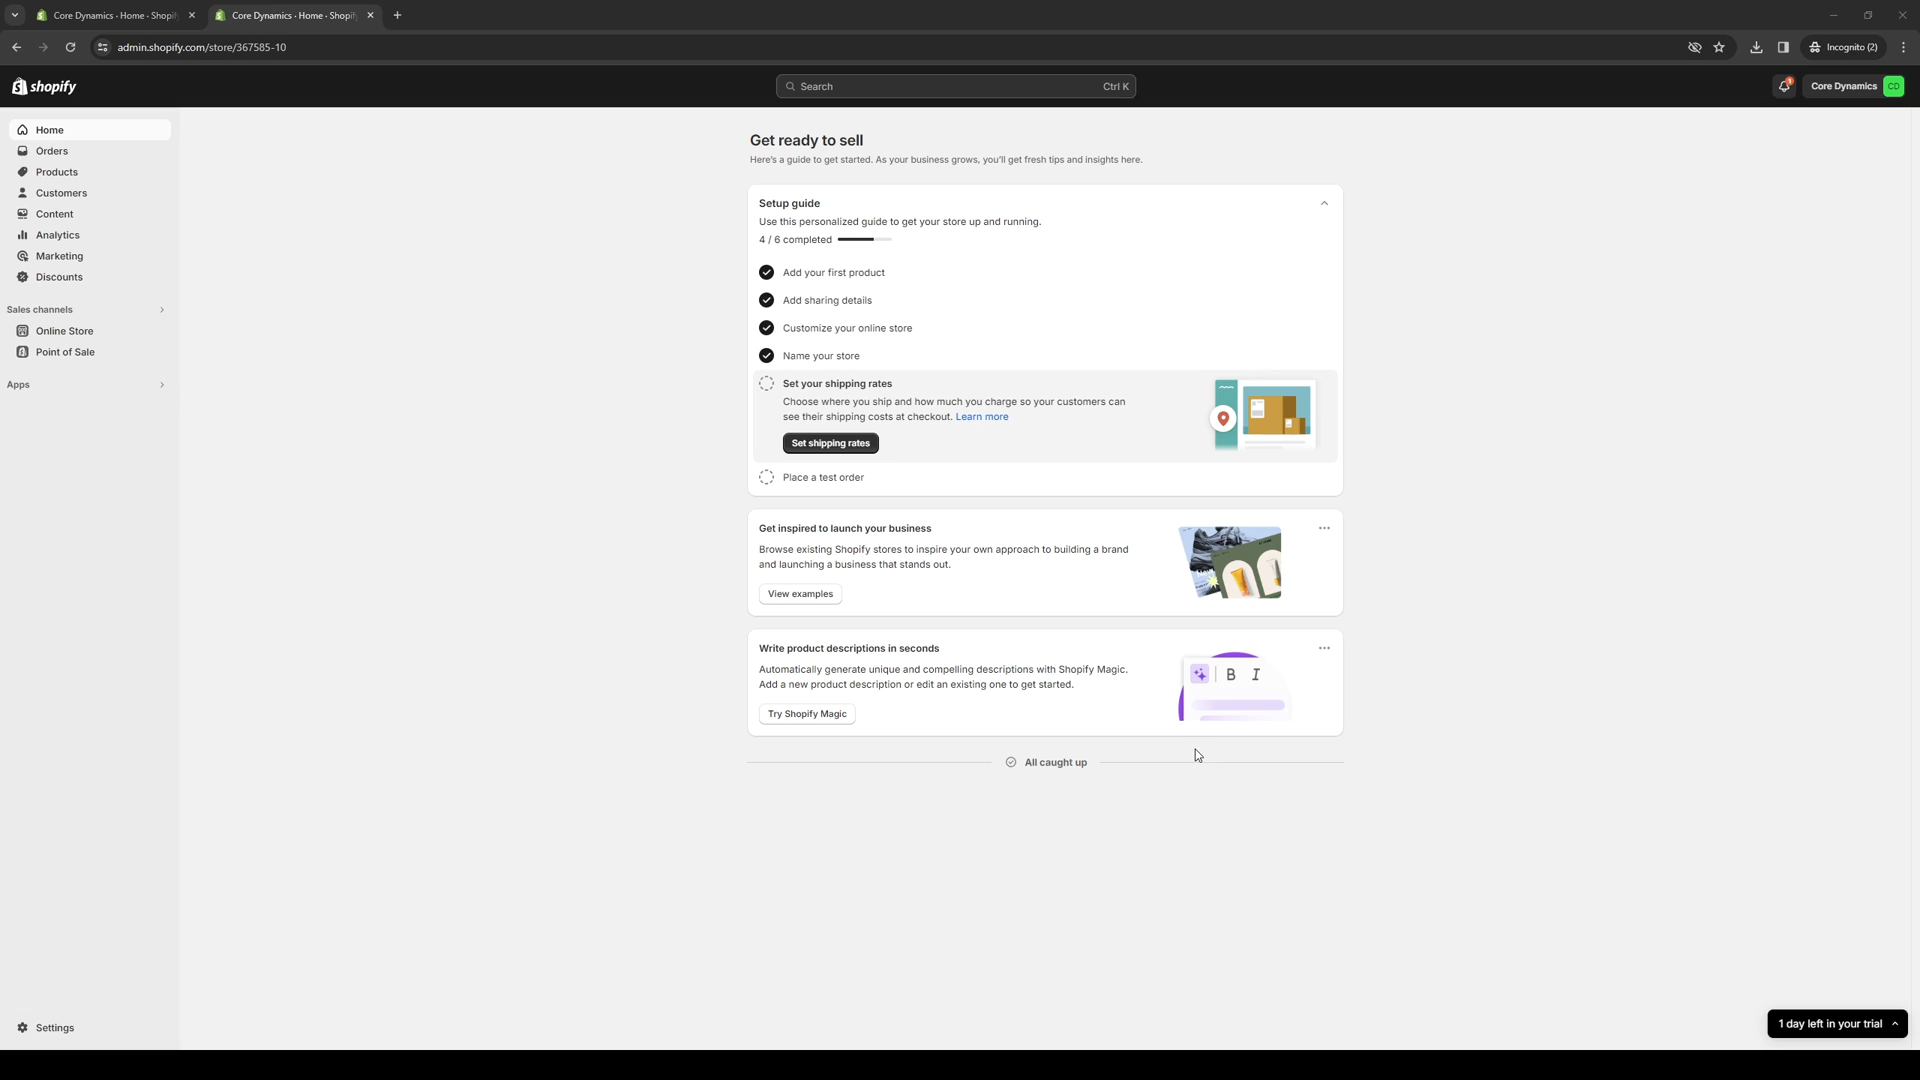 Core Dynamics · Home · Shopif
Core Dynamics · Home · Shopif
admin.shopify.com/store/367585-10
Incognito (2)
shopify
Search
Ctrl K
1
Core Dynamics
CD
Home
Orders
Products
Customers
Content
Analytics
Marketing
Discounts
Sales channels
Online Store
Point of Sale
Apps
Settings
Get ready to sell
Here's a guide to get started. As your business grows, you'll get fresh tips and insights here.
Setup guide
Use this personalized guide to get your store up and running.
4 / 6 completed
Add your first product
Add sharing details
Customize your online store
Name your store
Set your shipping rates
Choose where you ship and how much you charge so your customers can
see their shipping costs at checkout. Learn more
Set shipping rates
Place a test order
Get inspired to launch your business
Browse existing Shopify stores to inspire your own approach to building a brand
and launching a business that stands out.
View examples
Write product descriptions in seconds
Automatically generate unique and compelling descriptions with Shopify Magic.
Add a new product description or edit an existing one to get started.
Try Shopify Magic
B I
All caught up
1 day left in your trial